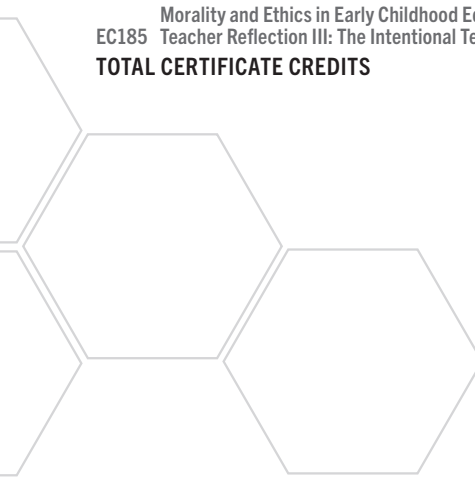 Morality and Ethics in Early Childhood
EC185 Teacher Reflection III: The Intentional
TOTAL CERTIFICATE CREDITS